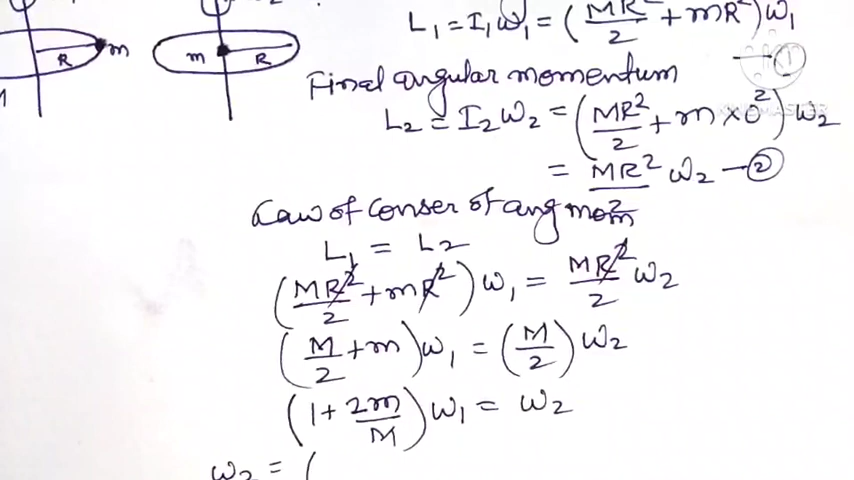 L₁ = I₁ω₁ = (MR²/2 + mR²)ω₁
— ①
R m
m R
Final angular momentum
L₂ = I₂ω₂ = (MR²/2 + m×0²)ω₂
= MR²/2 ω₂ — ②
Law of conser of ang mom
L₁ = L₂
(MR²/2 + mR²)ω₁ = MR²/2 ω₂
(M/2 + m)ω₁ = (M/2)ω₂
(1 + 2m/M)ω₁ = ω₂
ω₂ = (